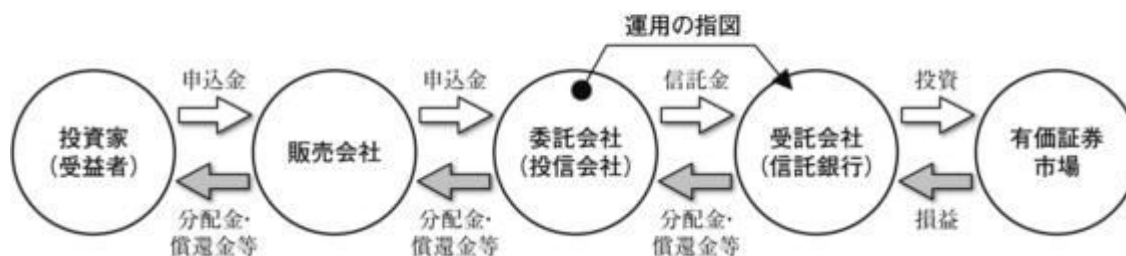 運用の指図
申込金
申込金
信託金
投資
投資家
(受益者)
販売会社
委託会社
(投信会社)
受託会社
(信託銀行)
有価証券
市場
分配金・
償還金等
分配金・
償還金等
分配金・
償還金等
損益